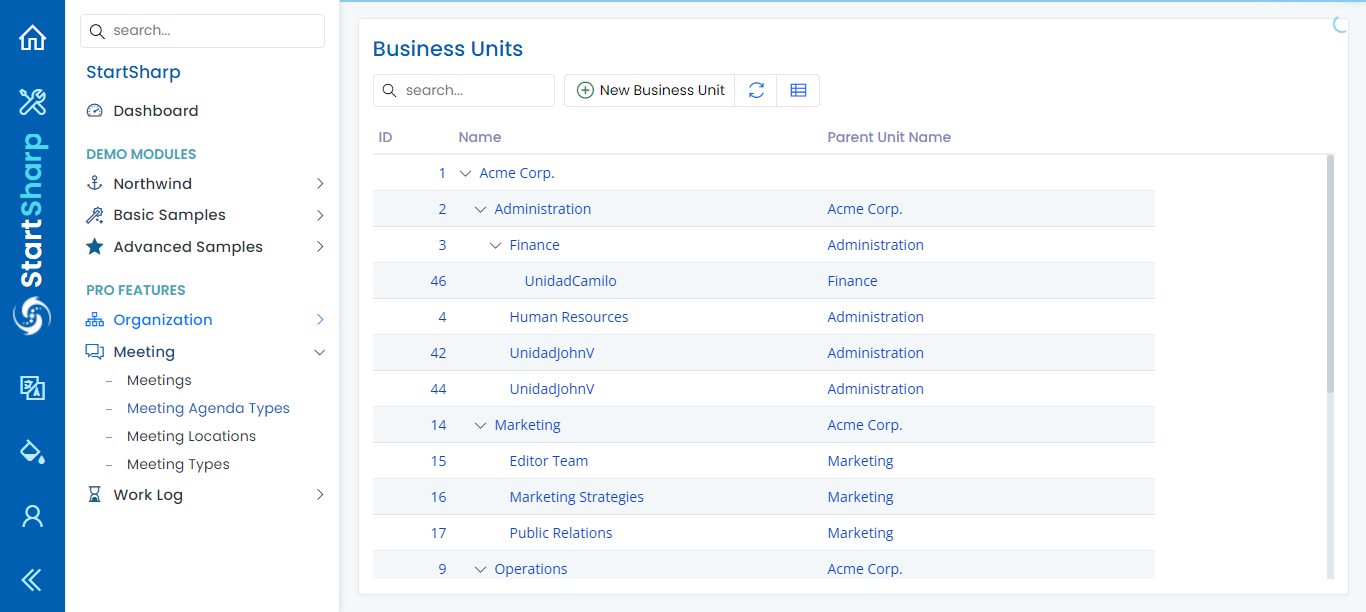 StartSharp
search...
StartSharp
Dashboard
DEMO MODULES
Northwind
Basic Samples
Advanced Samples
PRO FEATURES
Organization
Meeting
Meetings
Meeting Agenda Types
Meeting Locations
Meeting Types
Work Log
Business Units
search...
New Business Unit
ID Name Parent Unit Name
1 Acme Corp.
2 Administration Acme Corp.
3 Finance Administration
46 UnidadCamilo Finance
4 Human Resources Administration
42 UnidadJohnV Administration
44 UnidadJohnV Administration
14 Marketing Acme Corp.
15 Editor Team Marketing
16 Marketing Strategies Marketing
17 Public Relations Marketing
9 Operations Acme Corp.